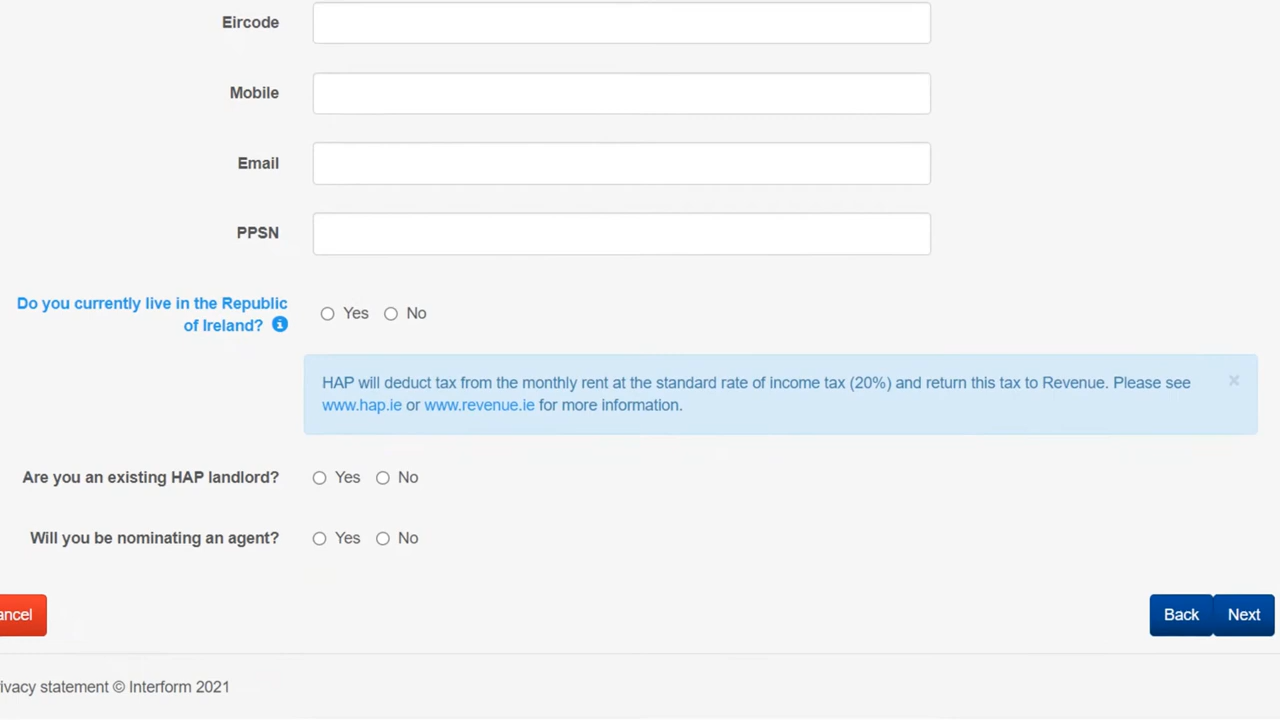 Eircode
Mobile
Email
PPSN
Do you currently live in the Republic
of Ireland?
Yes No
HAP will deduct tax from the monthly rent at the standard rate of income tax (20%) and return this tax to Revenue. Please see
www.hap.ie or www.revenue.ie for more information.
×
Are you an existing HAP landlord? Yes No
Will you be nominating an agent? Yes No
ancel
Back Next
ivacy statement © Interform 2021